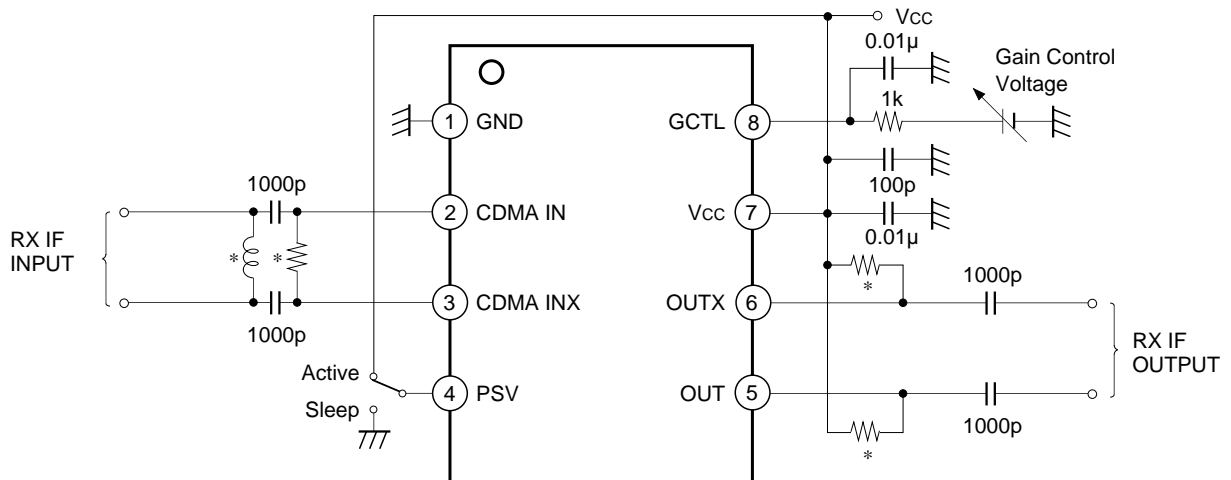 Vcc
0.01µ
Gain Control
Voltage
1k
1 GND
GCTL 8
100p
1000p
2 CDMA IN
Vcc 7
0.01µ
RX IF
INPUT
* *
*
3 CDMA INX
OUTX 6
1000p
1000p
RX IF
OUTPUT
Active
4 PSV
OUT 5
Sleep
1000p
*